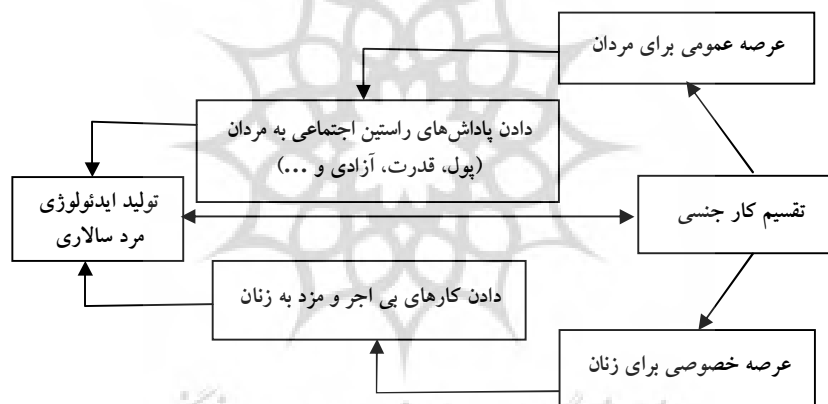 عرصه عمومی برای مردان
دادن پاداش‌های راستین اجتماعی به مردان
(پول، قدرت، آزادی و ...)
تقسیم کار جنسی
تولید ایدئولوژی
مرد سالاری
دادن کارهای بی اجر و مزد به زنان
عرصه خصوصی برای زنان